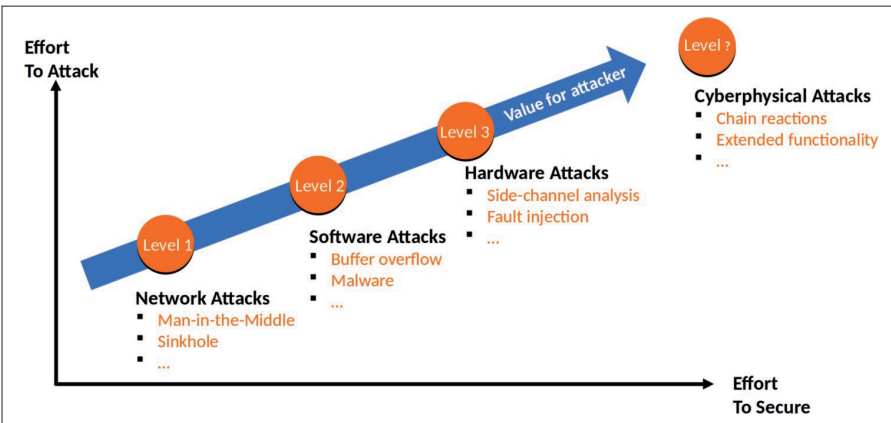 Effort
To Attack
Level ?
Value for attacker
Cyberphysical Attacks
▪ Chain reactions
▪ Extended functionality
▪ ...
Level 3
Hardware Attacks
▪ Side-channel analysis
▪ Fault injection
▪ ...
Level 2
Software Attacks
▪ Buffer overflow
▪ Malware
▪ ...
Level 1
Network Attacks
▪ Man-in-the-Middle
▪ Sinkhole
▪ ...
Effort
To Secure